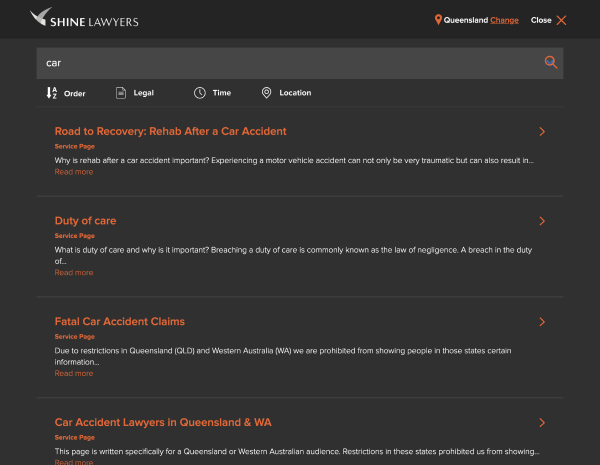 SHINE LAWYERS
Queensland Change Close
car
Order Legal Time Location
Road to Recovery: Rehab After a Car Accident
Service Page
Why is rehab after a car accident important? Experiencing a motor vehicle accident can not only be very traumatic but can also result in...
Read more
Duty of care
Service Page
What is duty of care and why is it important? Breaching a duty of care is commonly known as the law of negligence. A breach in the duty
of...
Read more
Fatal Car Accident Claims
Service Page
Due to restrictions in Queensland (QLD) and Western Australia (WA) we are prohibited from showing people in those states certain
information...
Read more
Car Accident Lawyers in Queensland & WA
Service Page
This page is written specifically for a Queensland or Western Australian audience. Restrictions in these states prohibited us from showing...
Read more